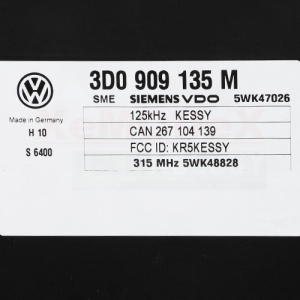 3D0 909 135 M
SME SIEMENS VDO 5WK47026
Made in Germany
125kHz KESSY
H 10
CAN 267 104 139
S 6400
FCC ID: KR5KESSY
315 MHz 5WK48828